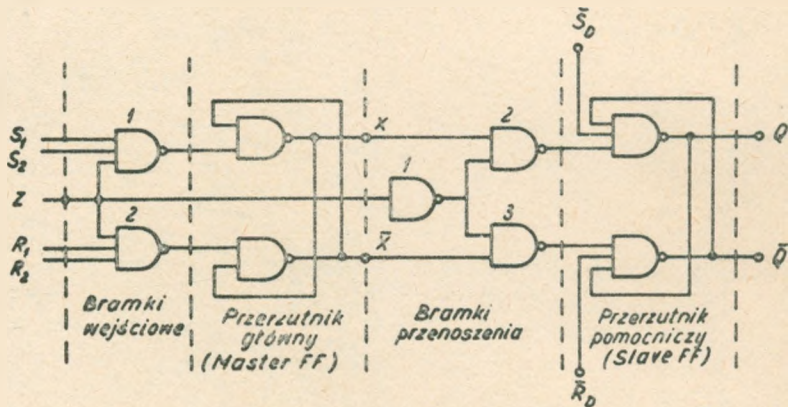 S̄D
1
S1
S2
X
2
Q
1
Z
2
3
R1
R2
X̄
Q̄
Bramki
wejściowe
Przerzutnik
główny
(Master FF)
Bramki
przenoszenia
Przerzutnik
pomocniczy
(Slave FF)
R̄D